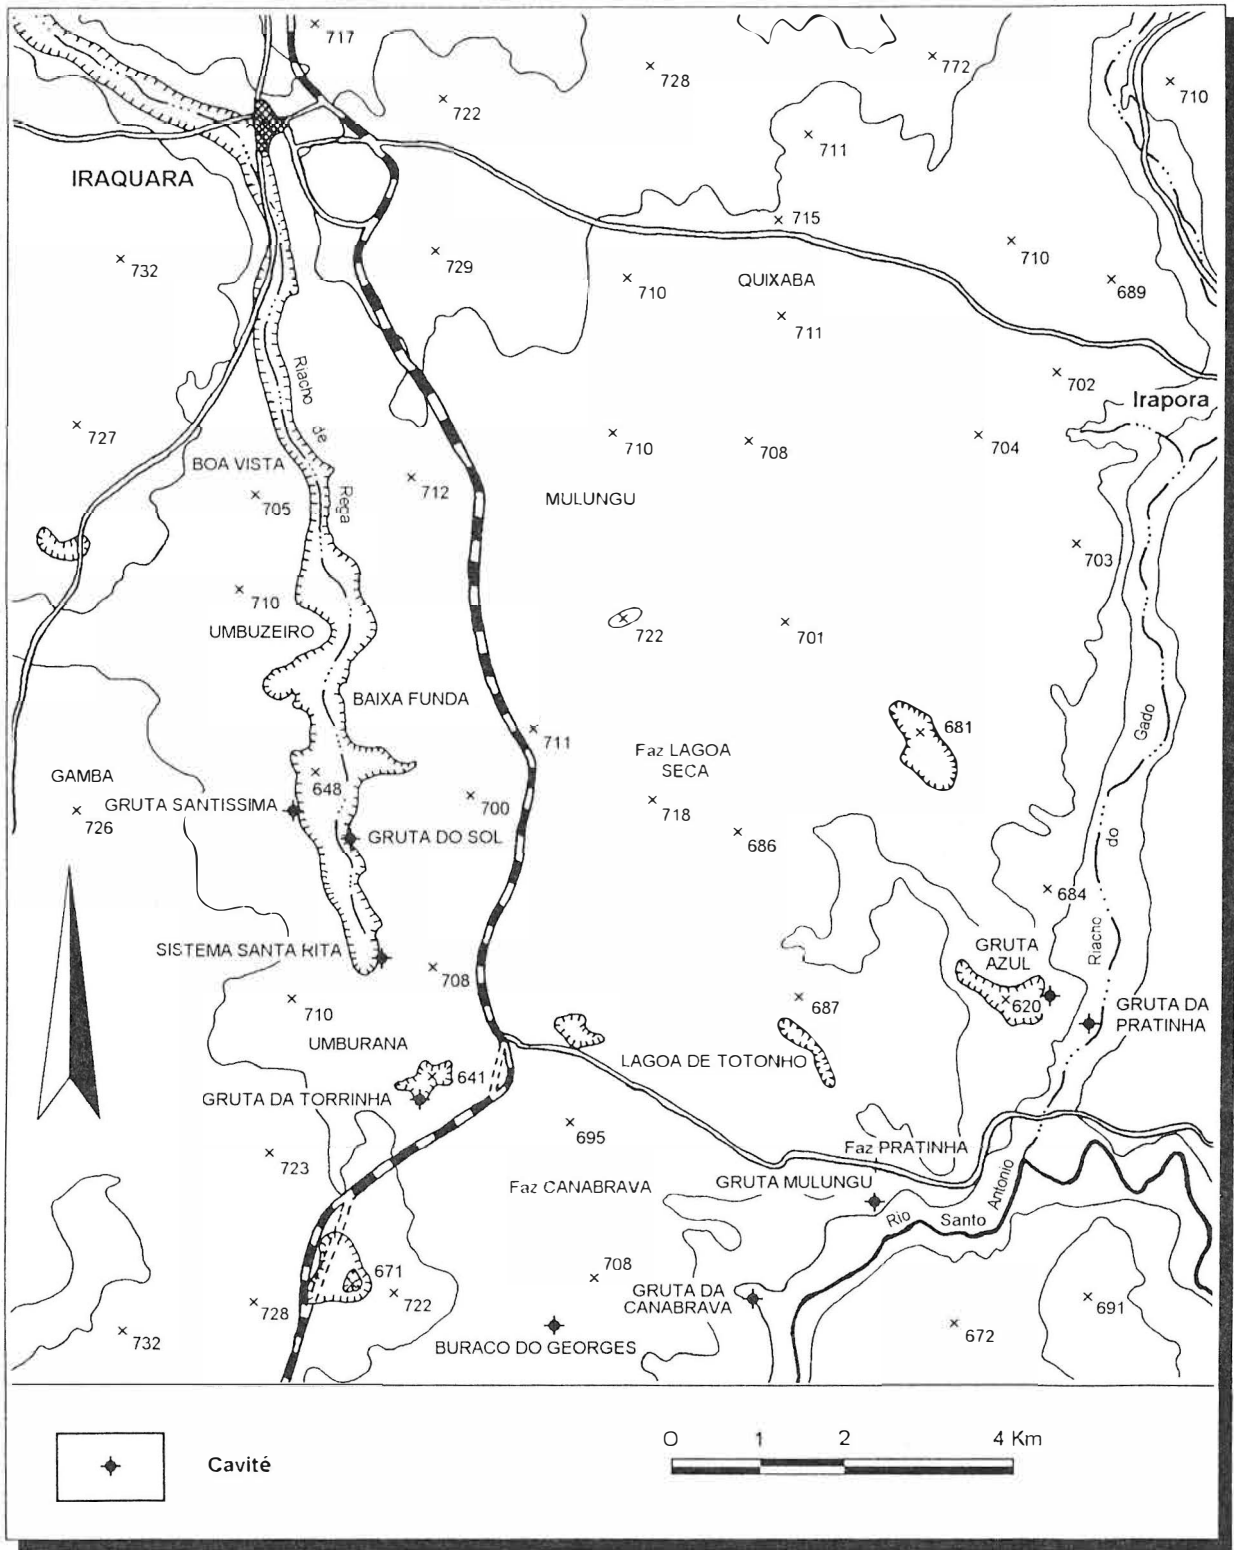 717
728
772
710
722
711
IRAQUARA
715
732
729
710
710
QUIXABA
689
711
Riacho
702
Irapora
727
710
708
704
BOA VISTA
712
705
de
Reça
MULUNGU
703
710
UMBUZEIRO
722
701
BAIXA FUNDA
711
681
Gado
Faz LAGOA
SECA
GAMBA
648
GRUTA SANTISSIMA
700
718
726
GRUTA DO SOL
686
do
684
SISTEMA SANTA RITA
GRUTA
AZUL
Riacho
708
710
687
620
GRUTA DA
PRATINHA
UMBURANA
LAGOA DE TOTONHO
641
GRUTA DA TORRINHA
695
Faz PRATINHA
723
Faz CANABRAVA
GRUTA MULUNGU
Rio
Santo
Antonio
671
708
GRUTA DA
CANABRAVA
728
722
691
732
672
BURACO DO GEORGES
Cavité
0 1 2 4 Km